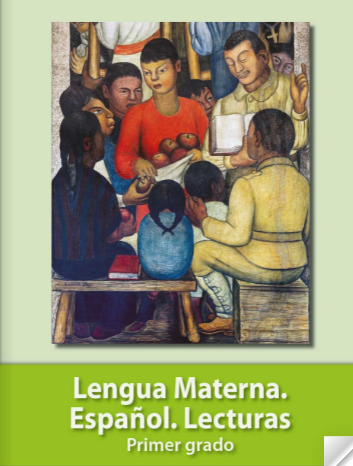 Lengua Materna.
Español. Lecturas
Primer grado